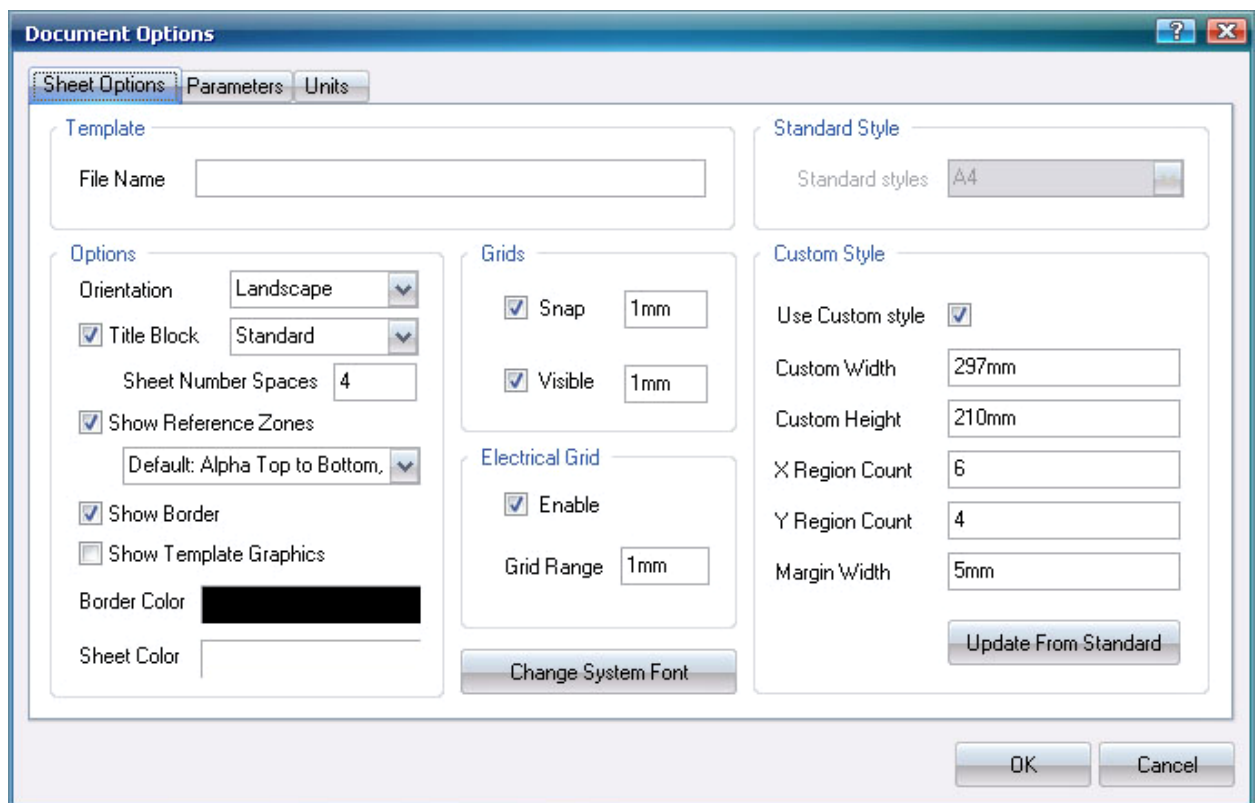 Document Options
Sheet Options Parameters Units
Template
File Name
Standard Style
Standard styles A4
Options
Orientation Landscape
Title Block Standard
Sheet Number Spaces 4
Show Reference Zones
Default: Alpha Top to Bottom,
Show Border
Show Template Graphics
Border Color
Sheet Color
Grids
Snap 1mm
Visible 1mm
Electrical Grid
Enable
Grid Range 1mm
Change System Font
Custom Style
Use Custom style
Custom Width 297mm
Custom Height 210mm
X Region Count 6
Y Region Count 4
Margin Width 5mm
Update From Standard
OK Cancel